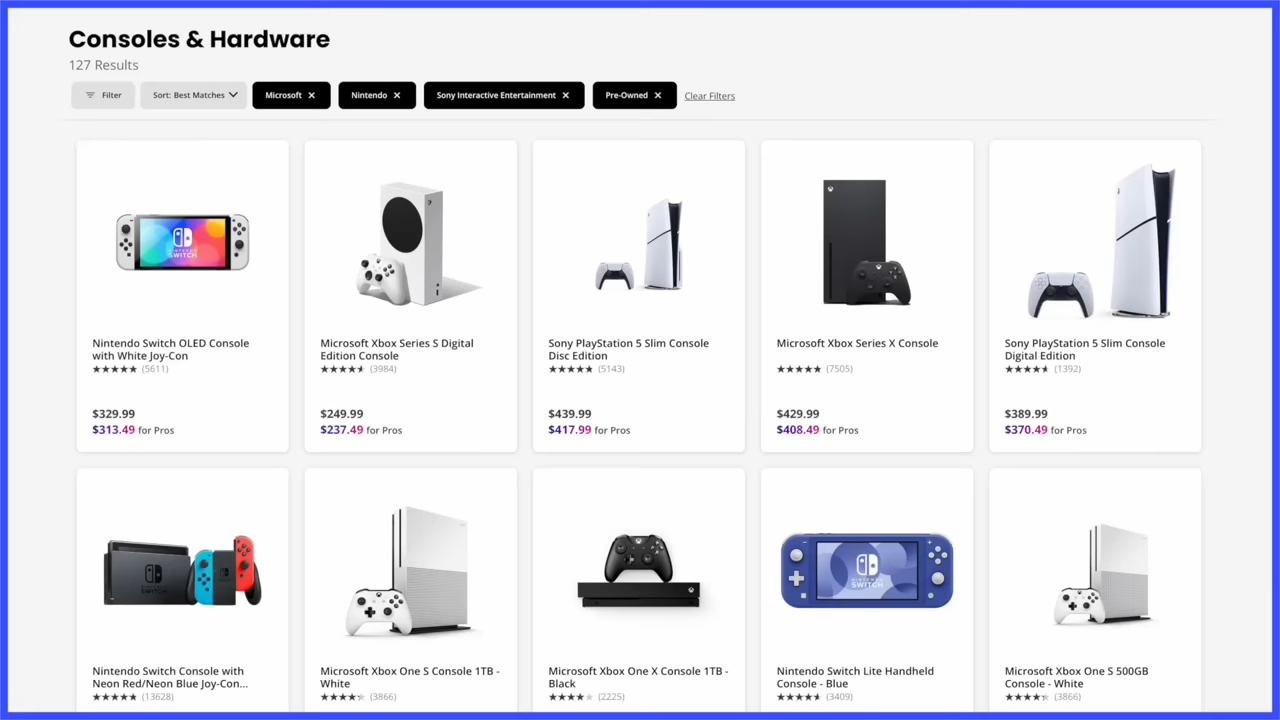 Consoles & Hardware
127 Results
Filter
Sort: Best Matches
Microsoft ✕
Nintendo ✕
Sony Interactive Entertainment ✕
Pre-Owned ✕
Clear Filters
NINTENDO
SWITCH
Nintendo Switch OLED Console
with White Joy-Con
★★★★★ (5611)
$329.99
$313.49 for Pros
Microsoft Xbox Series S Digital
Edition Console
(3984)
$249.99
$237.49 for Pros
Sony PlayStation 5 Slim Console
Disc Edition
(5143)
$439.99
$417.99 for Pros
Microsoft Xbox Series X Console
(7505)
$429.99
$408.49 for Pros
Sony PlayStation 5 Slim Console
Digital Edition
(1392)
$389.99
$370.49 for Pros
Nintendo Switch Console with
Neon Red/Neon Blue Joy-Con...
(13628)
Microsoft Xbox One S Console 1TB -
White
(3866)
Microsoft Xbox One X Console 1TB -
Black
(2225)
NINTENDO
SWITCH
Nintendo Switch Lite Handheld
Console - Blue
(3409)
Microsoft Xbox One S 500GB
Console - White
(3866)